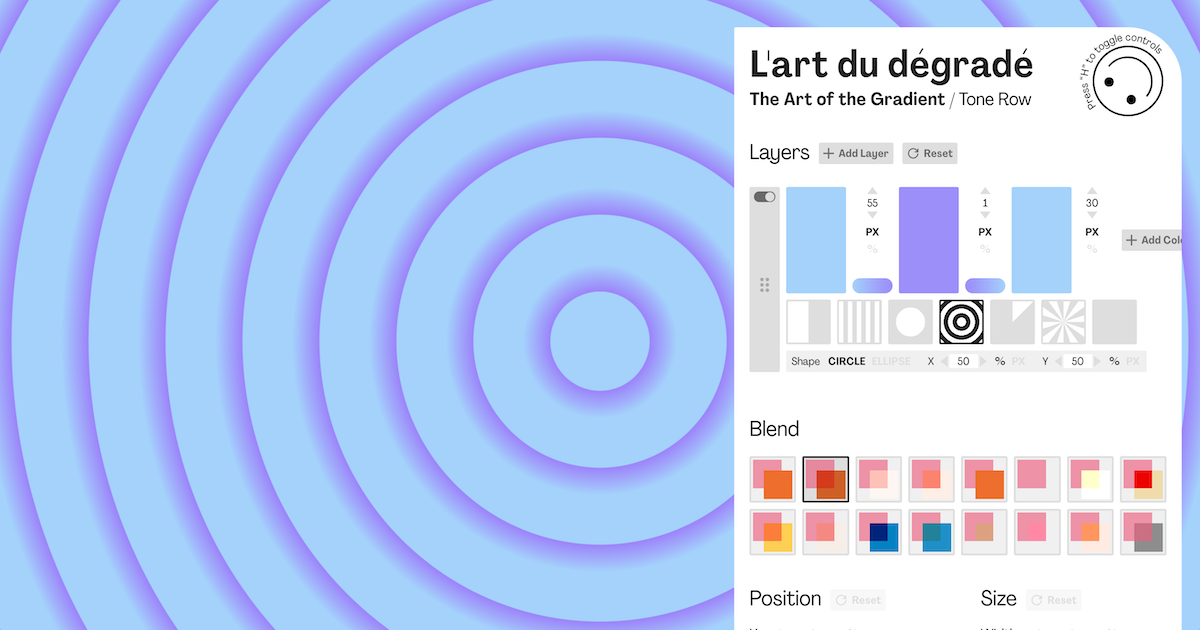 L'art du dégradé
Press "H" to toggle controls
The Art of the Gradient / Tone Row
Layers + Add Layer Reset
55 1 30
PX PX PX
% % %
+ Add Colo
Shape CIRCLE ELLIPSE X 50 % PX Y 50 % PX
Blend
Position Reset Size Reset